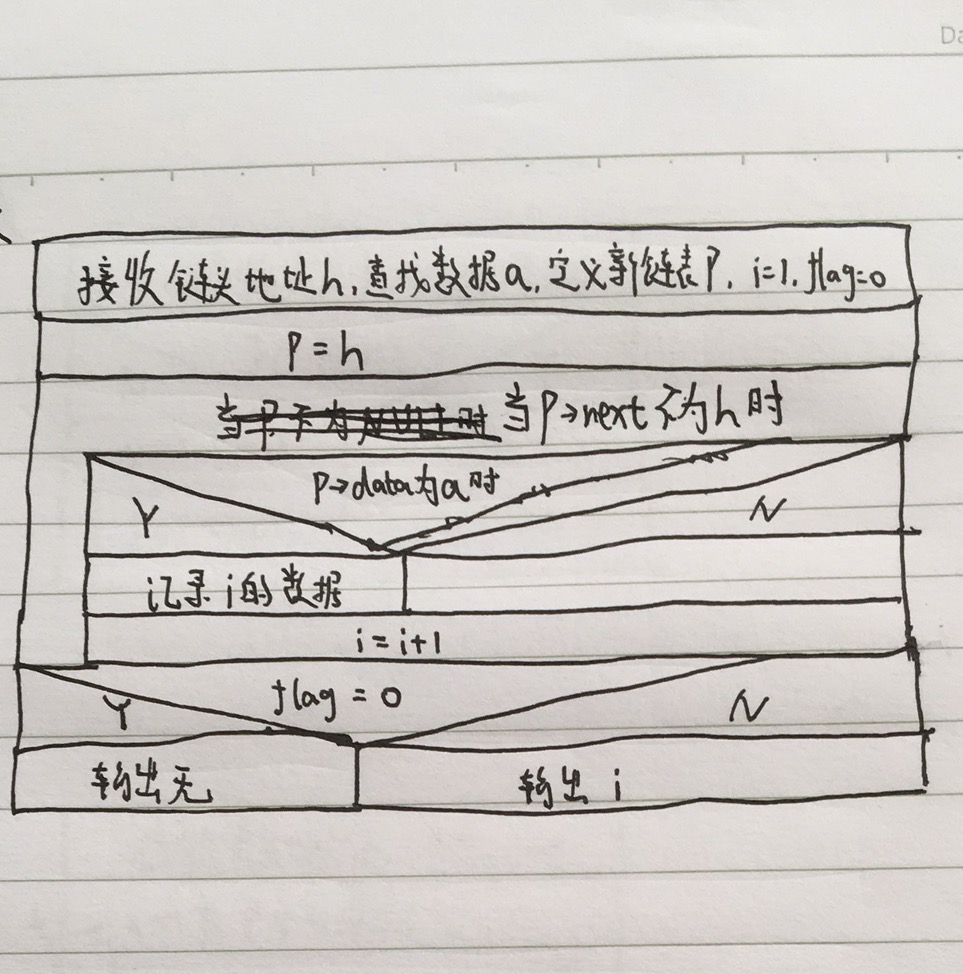 Da
接收链头地址h,查找数据a,定义新链表P, i=1,flag=0
P=h
当P不为NULL时 当P→next不为h时
P→data为a时
Y N
记录i的数据
i=i+1
flag=0
Y N
输出无 输出i